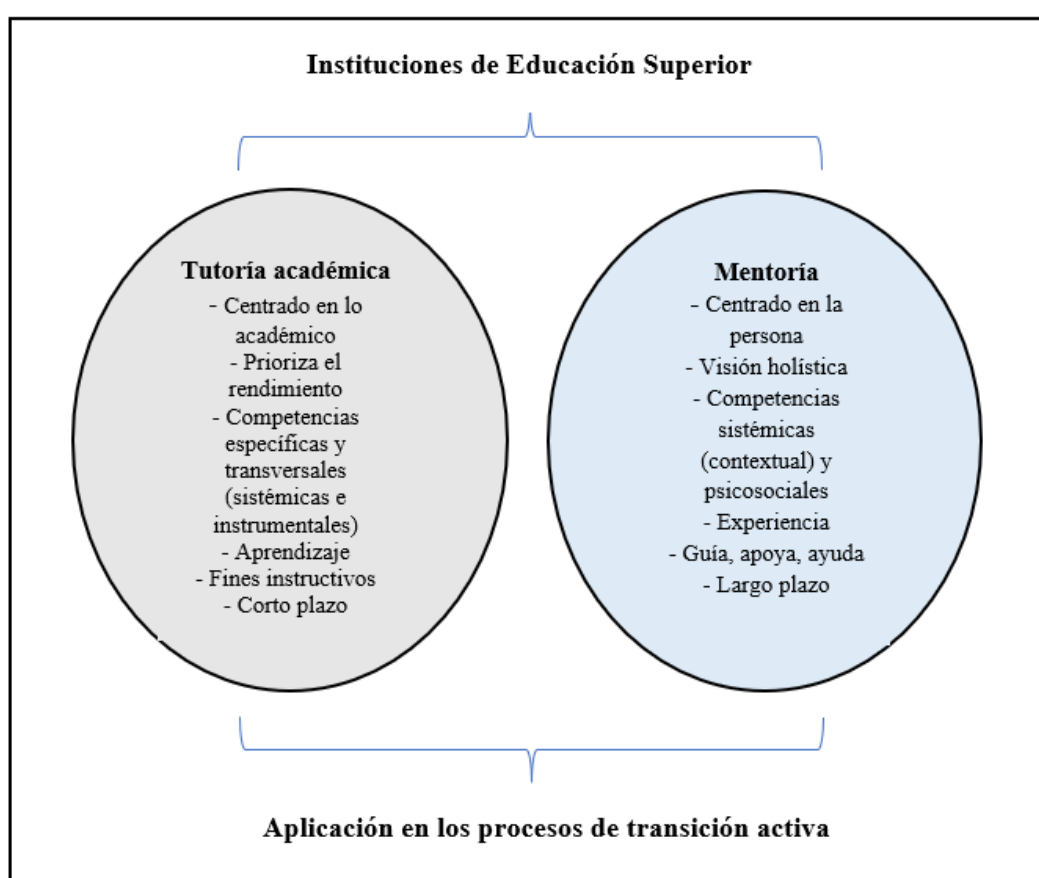 Instituciones de Educación Superior
Tutoría académica
- Centrado en lo
académico
- Prioriza el
rendimiento
- Competencias
específicas y
transversales
(sistémicas e
instrumentales)
- Aprendizaje
- Fines instructivos
- Corto plazo
Mentoría
- Centrado en la
persona
- Visión holística
- Competencias
sistémicas
(contextual) y
psicosociales
- Experiencia
- Guía, apoya, ayuda
- Largo plazo
Aplicación en los procesos de transición activa